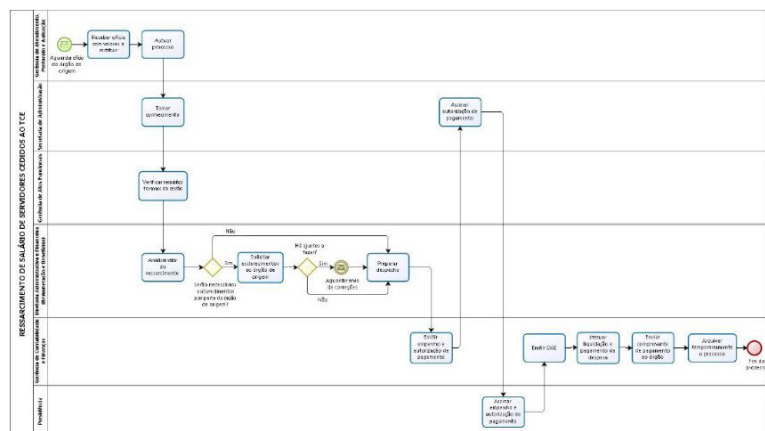 RESSARCIMENTO DE SALÁRIO DE SERVIDORES CEDIDOS AO TCE
Gerência de Atendimento,
Protocolo e Autuação
Aguardar ofício
do órgão de
origem
Receber ofício
com valores a
restituir
Autuar
processo
Secretaria de Administração
Tomar
conhecimento
Assinar
autorização de
pagamento
Gerência de Atos Funcionais
Verificar requisitos
formais da cessão
Diretoria Administrativa e Financeira
Analisar valor do
ressarcimento
Serão necessários
esclarecimentos
por parte do órgão
de origem?
Não
Sim
Solicitar
esclarecimentos
ao órgão de
origem
Há ajustes a
fazer?
Sim
Não
Aguardar envio
de correções
Preparar
despacho
Gerência de Contabilidade
e Finanças
Emitir
empenho e
autorização de
pagamento
Emitir DAE
Efetuar
liquidação e
pagamento da
despesa
Enviar
comprovante
de pagamento
ao órgão
Arquivar
temporariamente
o processo
Fim do
processo
Presidência
Assinar
empenho e
autorização de
pagamento